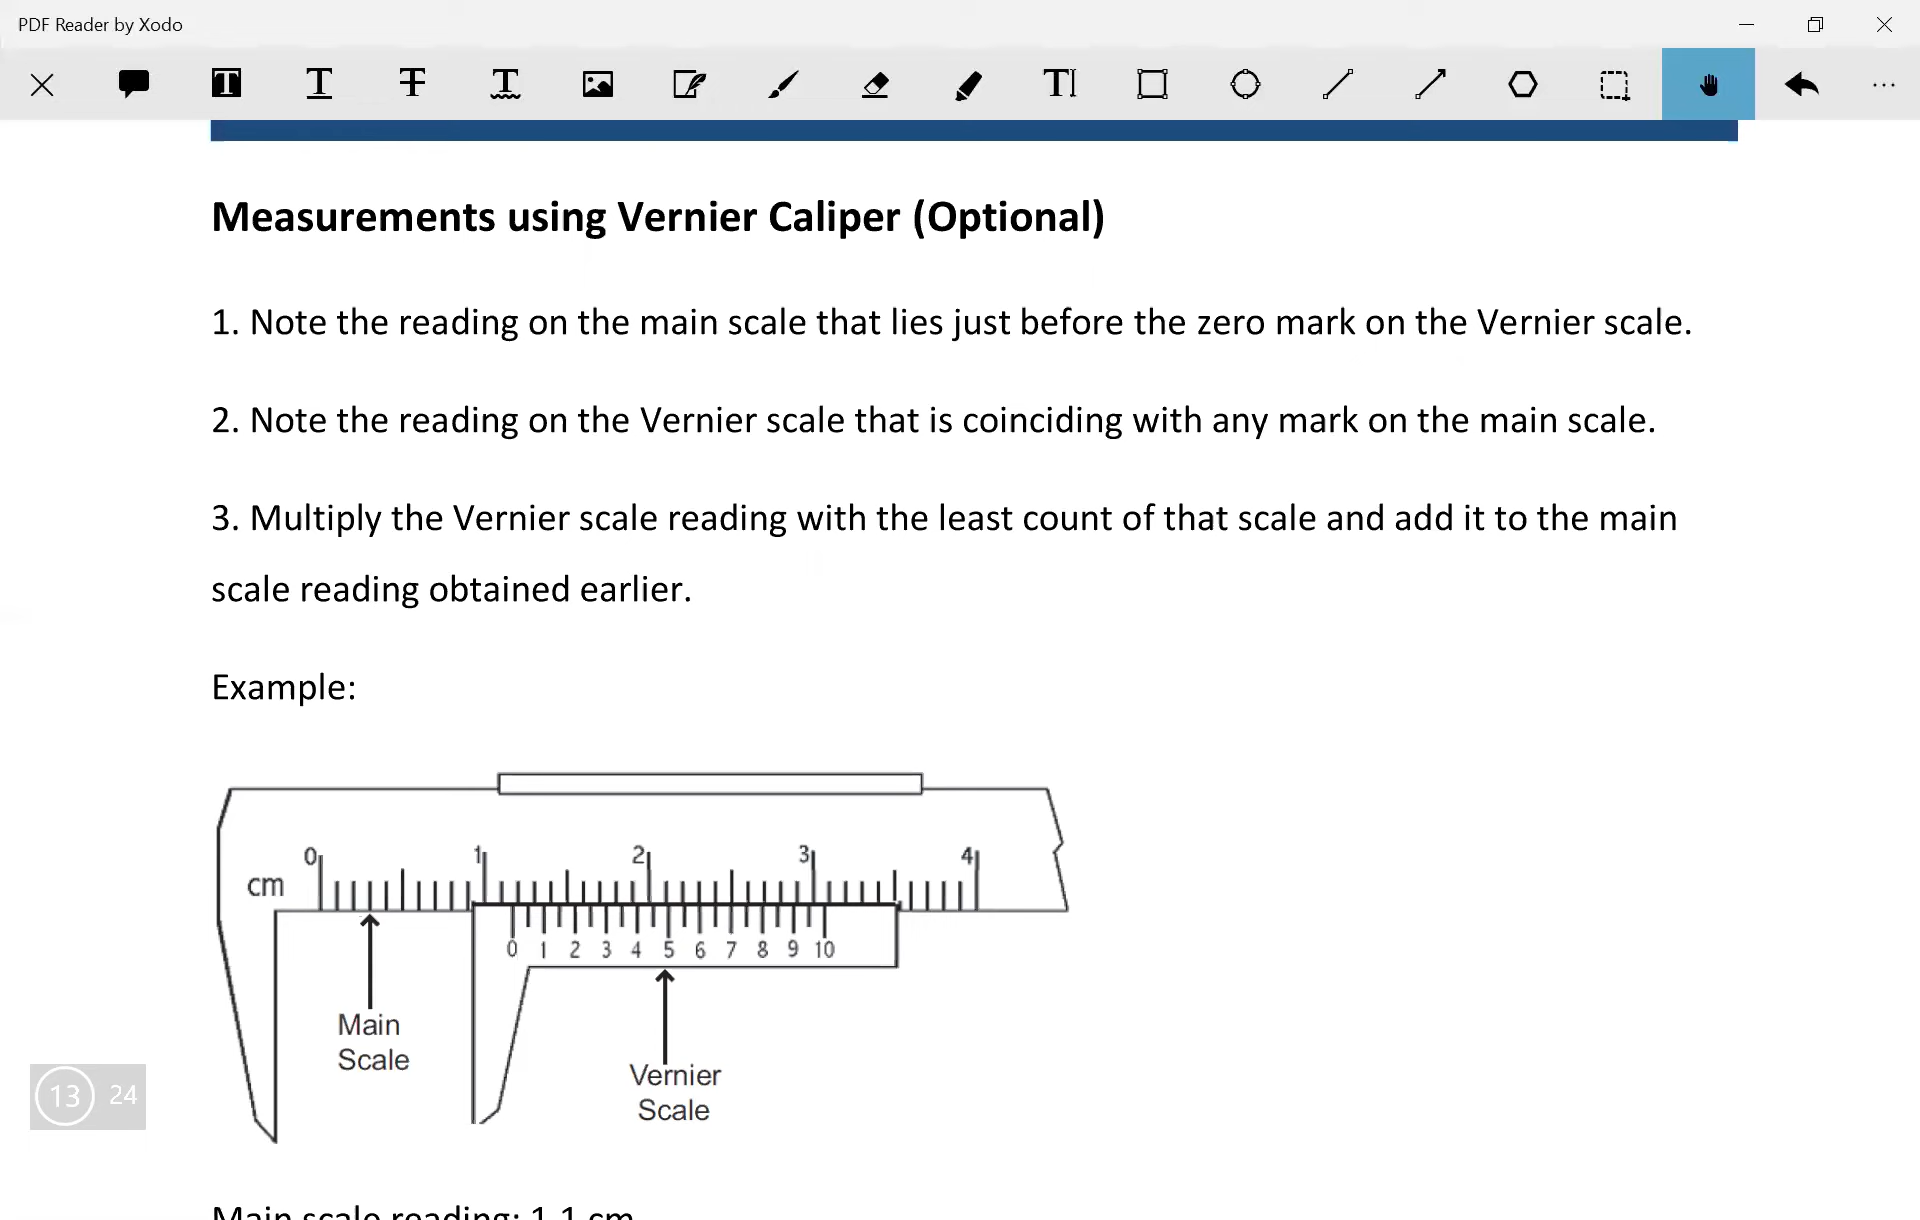 PDF Reader by Xodo
Measurements using Vernier Caliper (Optional)
1. Note the reading on the main scale that lies just before the zero mark on the Vernier scale.
2. Note the reading on the Vernier scale that is coinciding with any mark on the main scale.
3. Multiply the Vernier scale reading with the least count of that scale and add it to the main
scale reading obtained earlier.
Example:
0 1 2 3 4
cm
0 1 2 3 4 5 6 7 8 9 10
Main
Scale
Vernier
Scale
13 24
Main scale reading: 1.1 cm